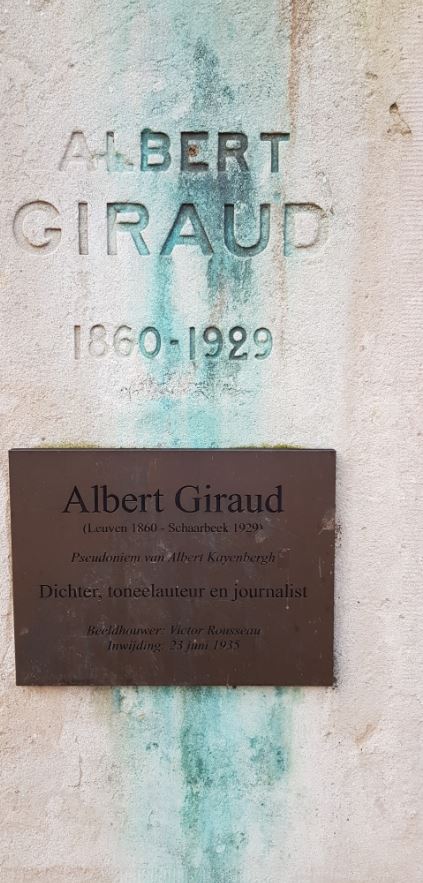 ALBERT
GIRAUD
1860-1929
Albert Giraud
(Leuven 1860 - Schaarbeek 1929)
Pseudoniem van Albert Kayenbergh
Dichter, toneelauteur en journalist
Beeldhouwer: Victor Rousseau
Inwijding: 23 juni 1935